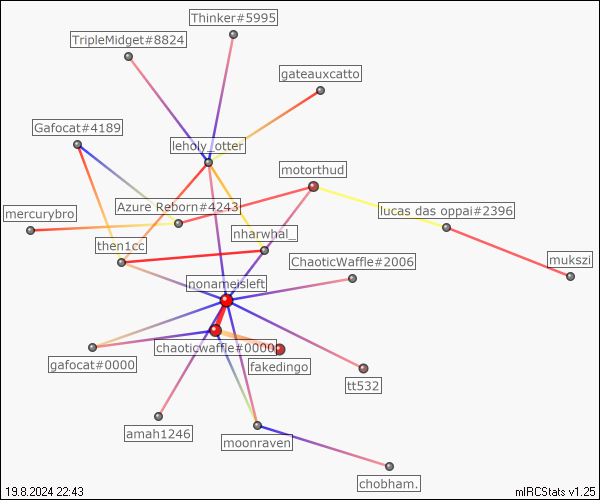 Thinker#5995
TripleMidget#8824
gateauxcatto
Gafocat#4189
leholy_otter
motorthud
mercurybro
Azure Reborn#4243
lucas das oppai#2396
nharwhal_
then1cc
ChaoticWaffle#2006
mukszi
nonameisleft
chaoticwaffle#0000
gafocat#0000
fakedingo
tt532
amah1246
moonraven
chobham.
19.8.2024 22:43
mIRCStats v1.25